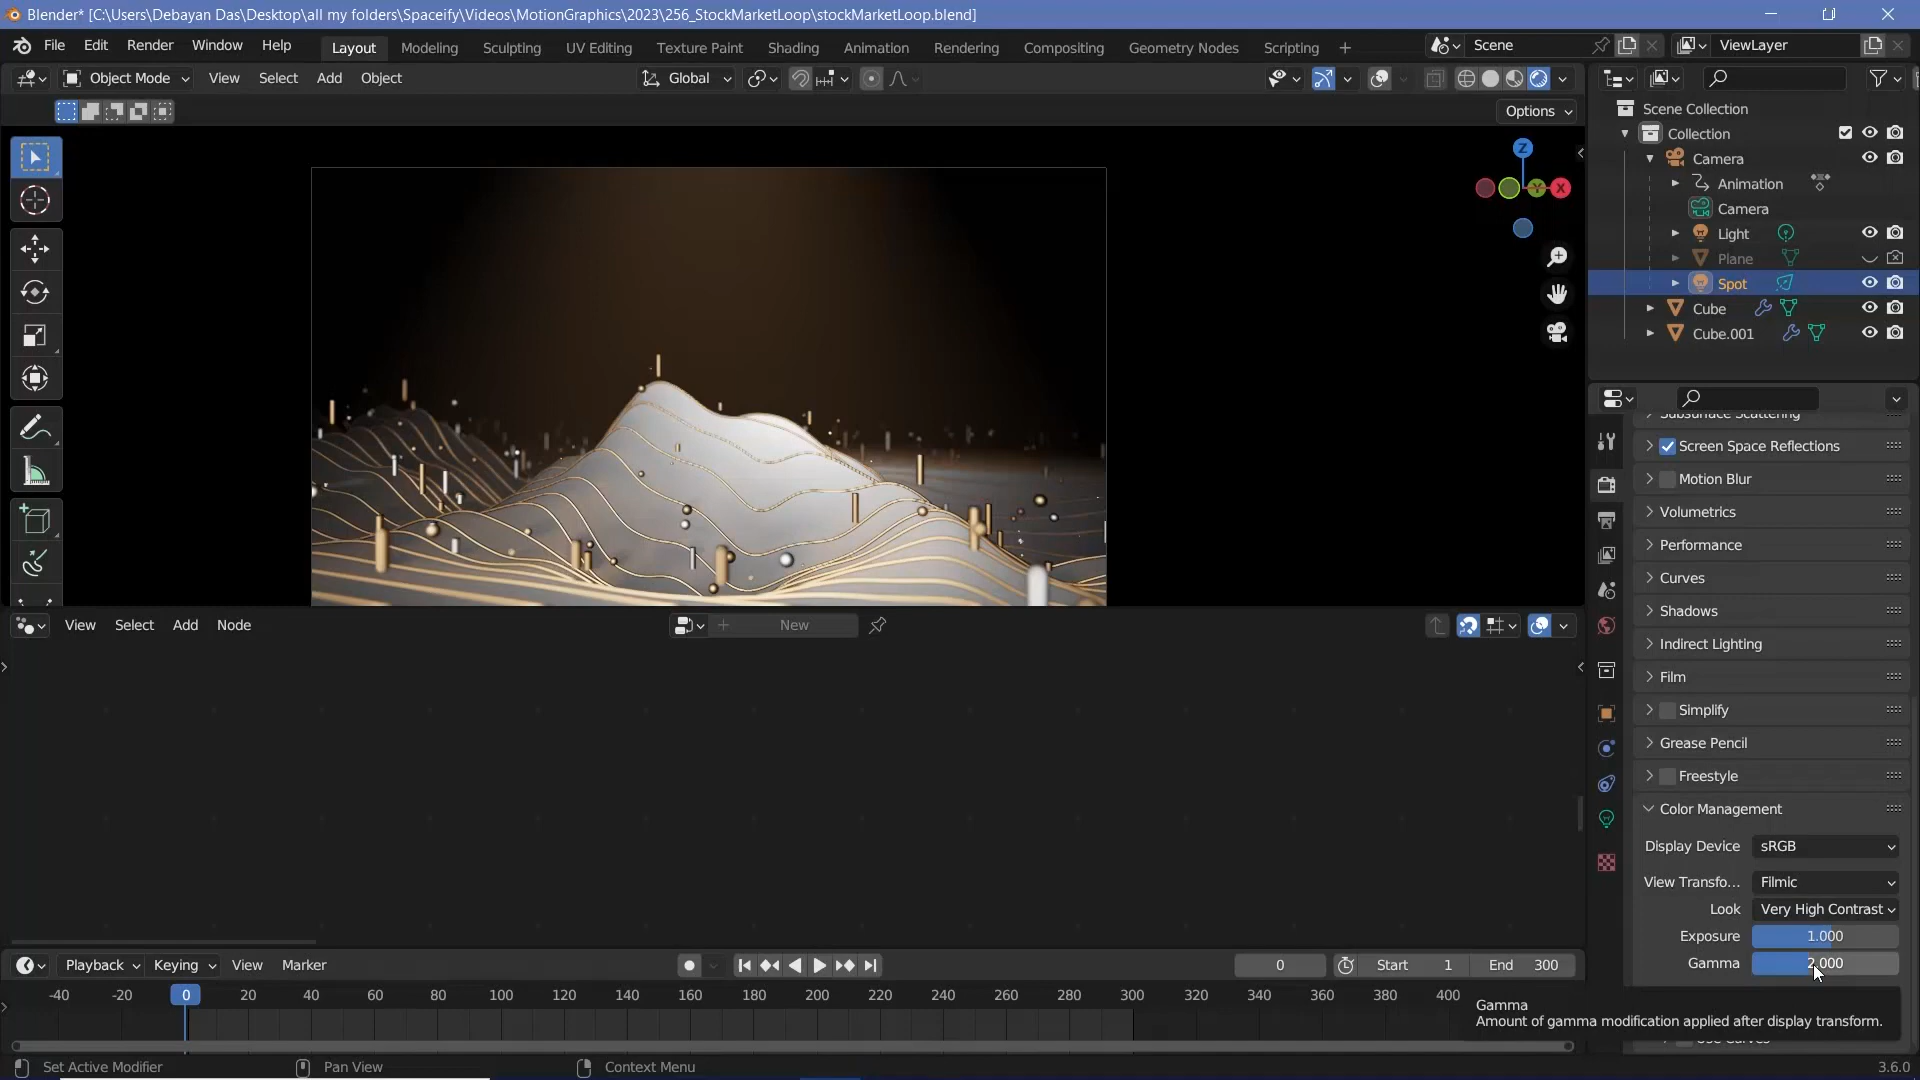 Blender* [C:\Users\Debayan Das\Desktop\all my folders\Spaceify\Videos\MotionGraphics\2023\256_StockMarketLoop\stockMarketLoop.blend]
File Edit Render Window Help Layout Modeling Sculpting UV Editing Texture Paint Shading Animation Rendering Compositing Geometry Nodes Scripting + Scene ViewLayer
Object Mode View Select Add Object Global
Options
Scene Collection
Collection
Camera
Animation
Camera
Light
Plane
Spot
Cube
Cube.001
Z
Y
X
Subsurface Scattering
Screen Space Reflections
Motion Blur
Volumetrics
Performance
Curves
Shadows
Indirect Lighting
Film
Simplify
Grease Pencil
Freestyle
Color Management
Display Device sRGB
View Transfo... Filmic
Look Very High Contrast
Exposure 1.000
Gamma 2.000
Gamma
Amount of gamma modification applied after display transform.
Use Curves
View Select Add Node New
Playback Keying View Marker 0 Start 1 End 300
-40 -20 0 20 40 60 80 100 120 140 160 180 200 220 240 260 280 300 320 340 360 380 400
Set Active Modifier Pan View Context Menu 3.6.0